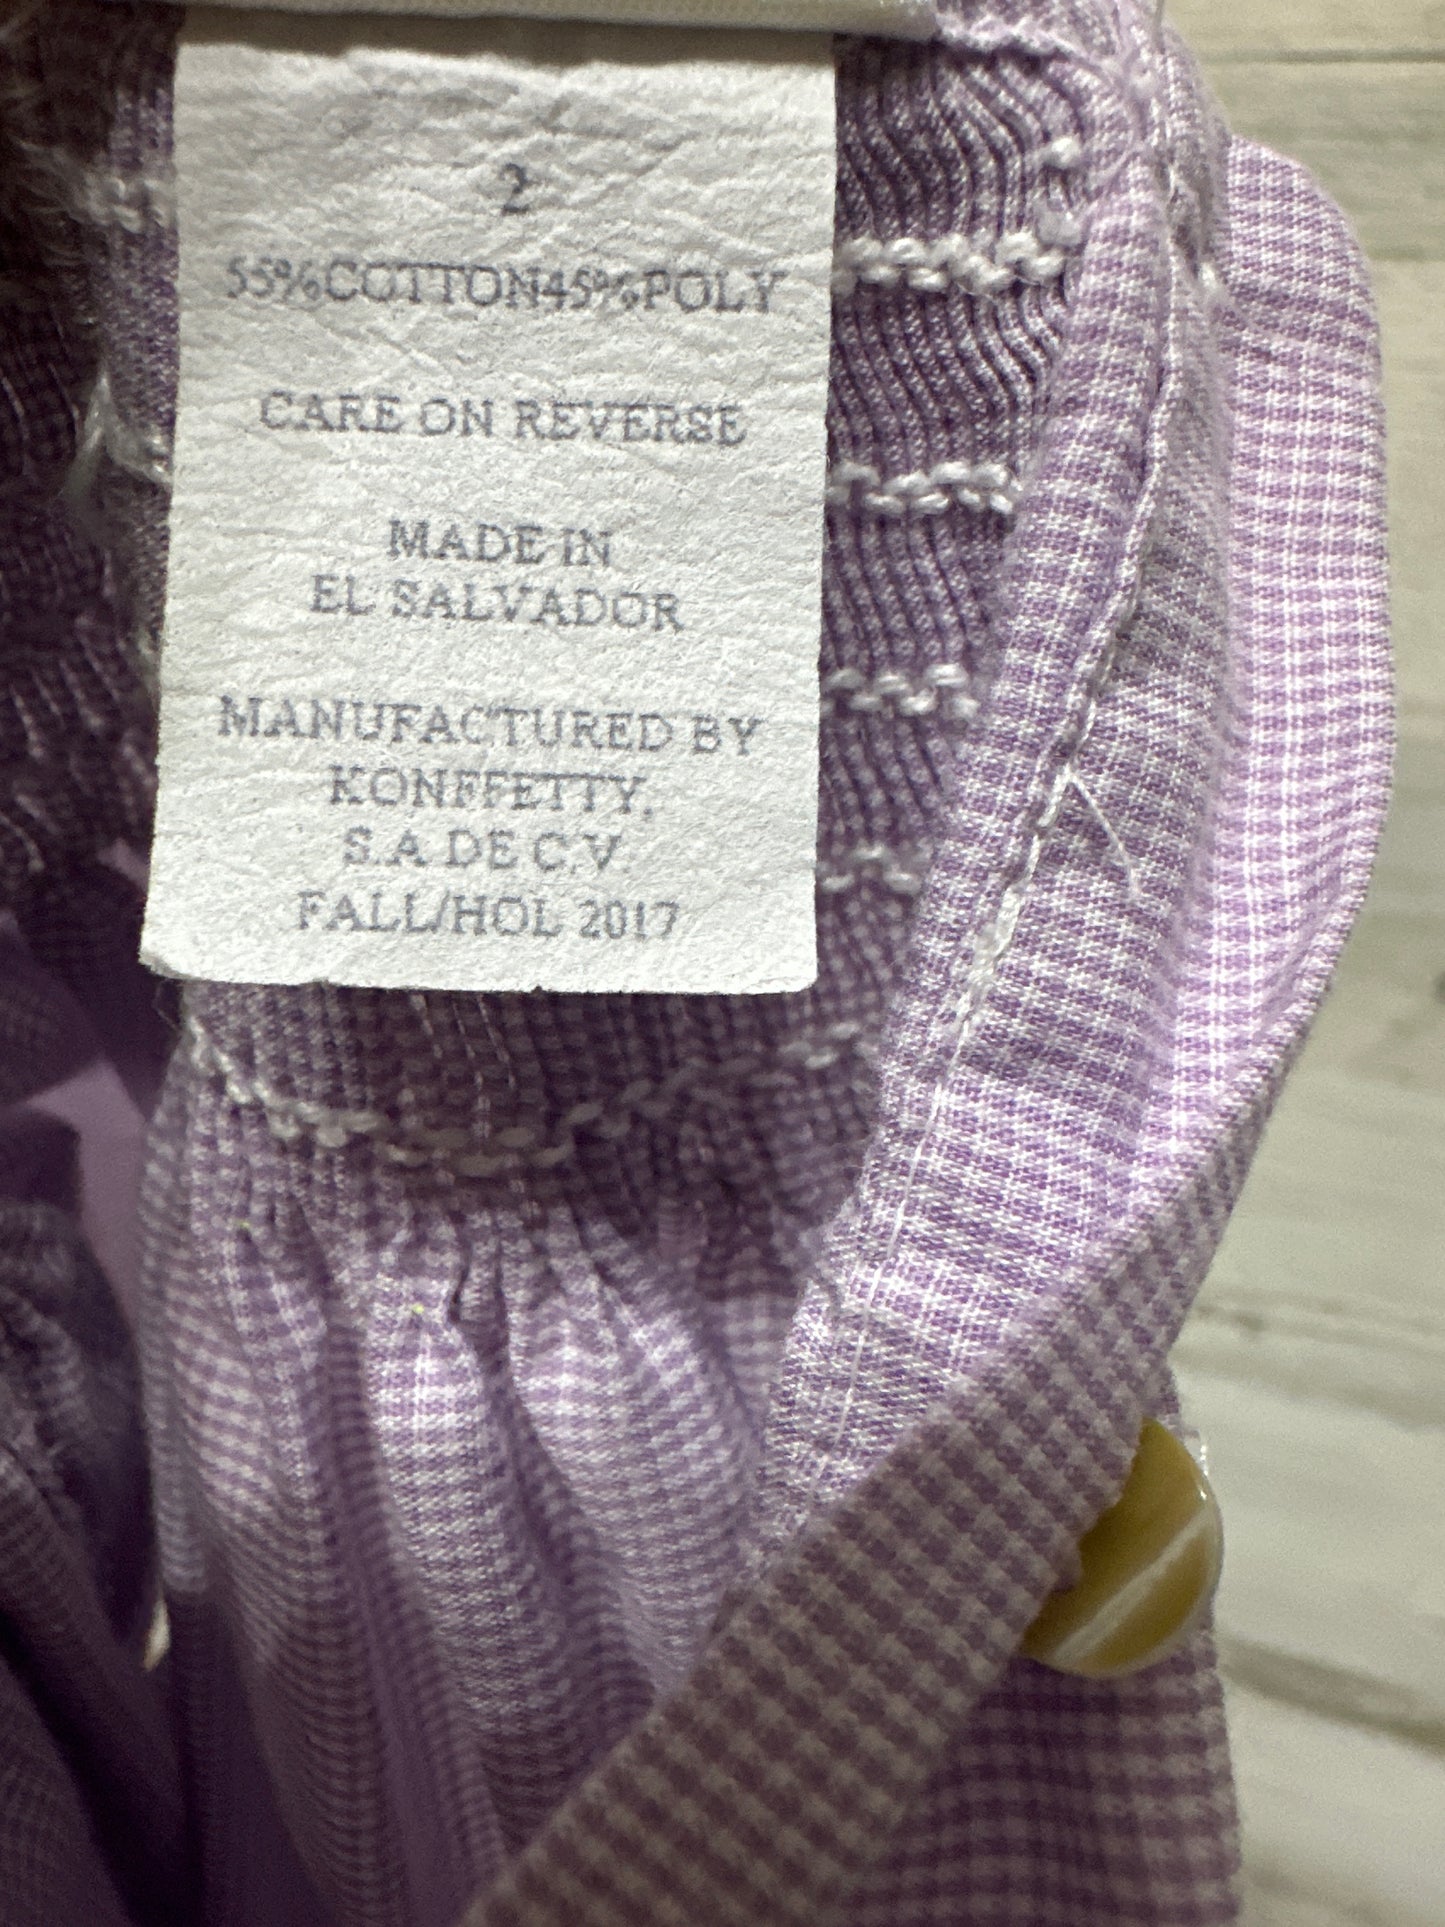 2
55%COTTON45%POLY
CARE ON REVERSE
MADE IN
EL SALVADOR
MANUFACTURED BY
KONFFETTY,
S.A DE C.V.
FALL/HOL 2017